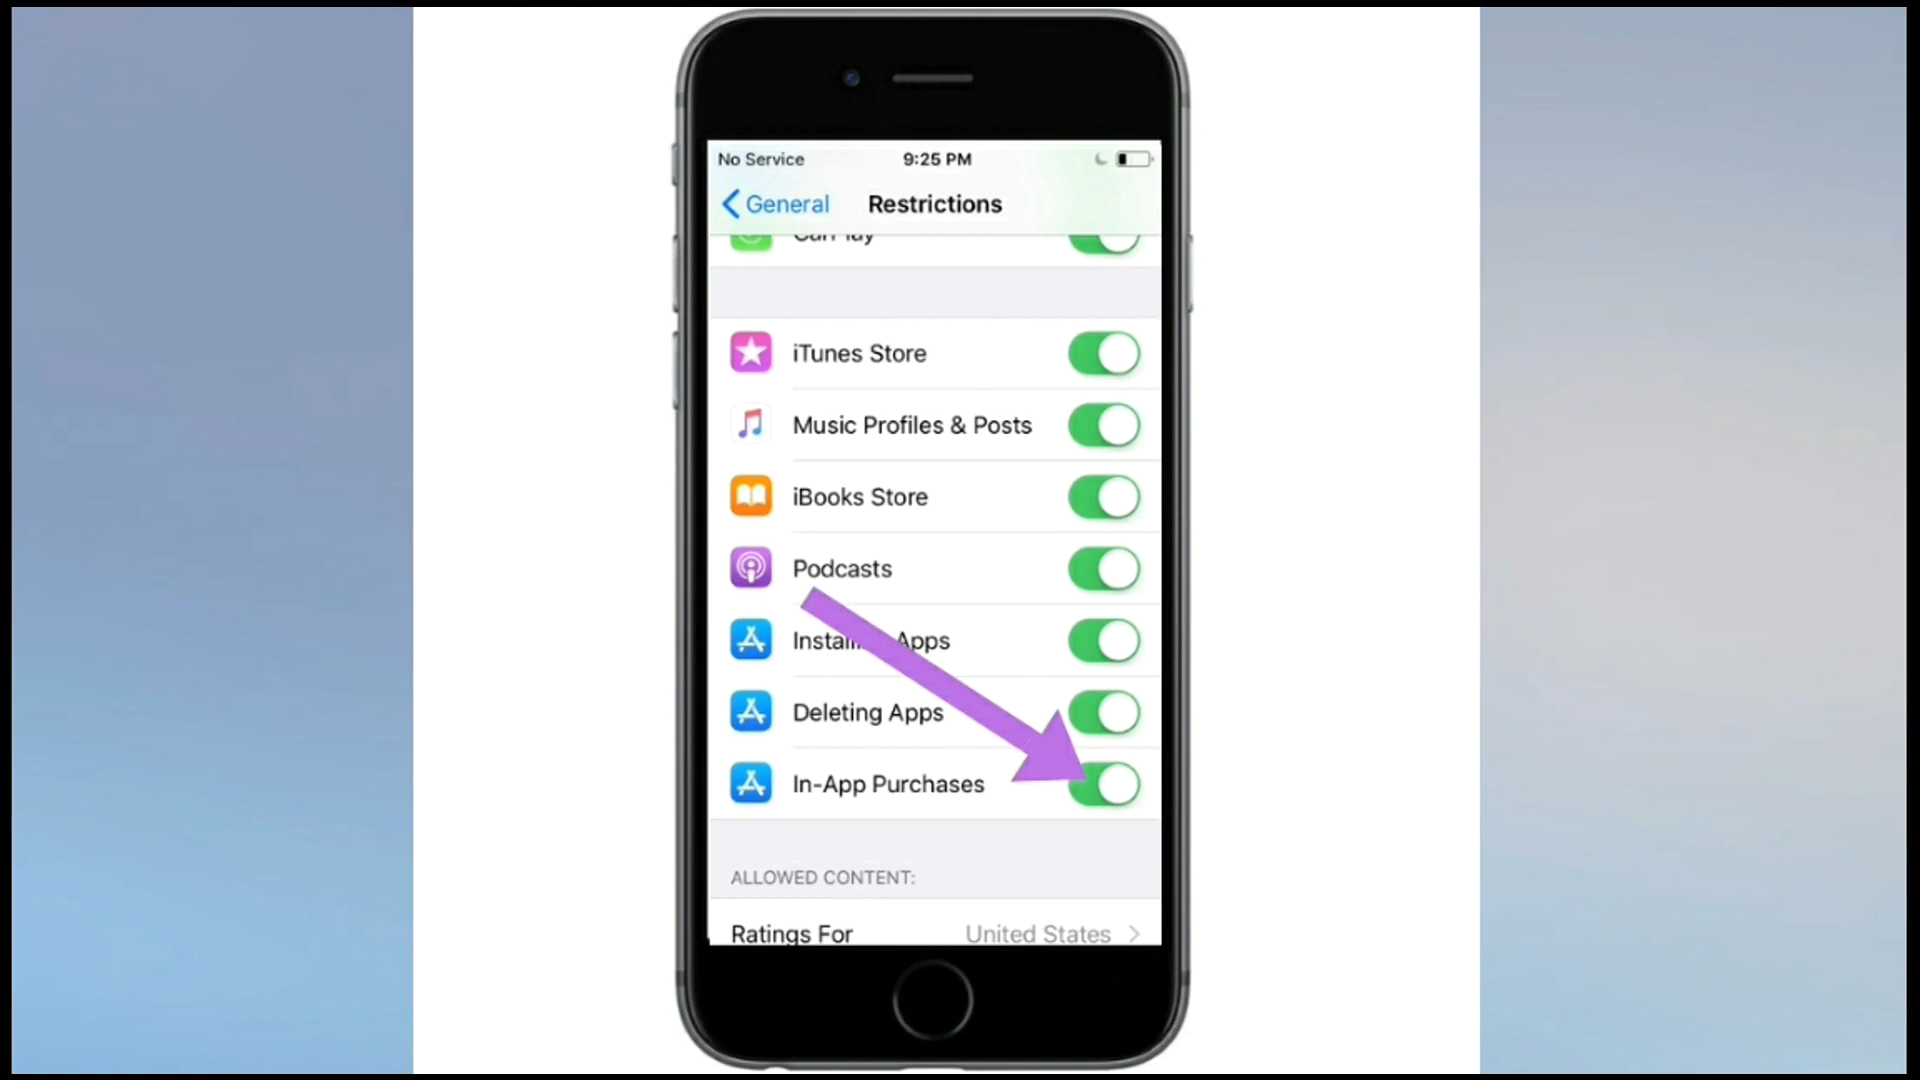 No Service 9:25 PM
General Restrictions
CarPlay
iTunes Store
Music Profiles & Posts
iBooks Store
Podcasts
Apps
Deleting Apps
In-App Purchases
ALLOWED CONTENT:
Ratings For United States